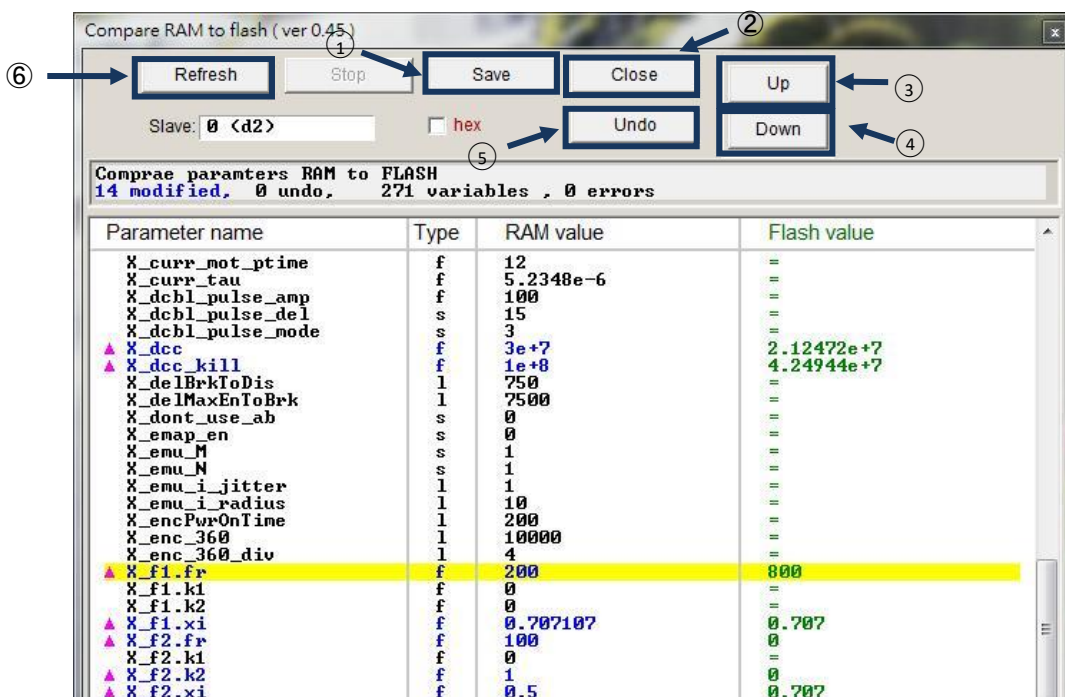 Compare RAM to flash ( ver 0.45 )
x
① ②
⑥ Refresh Stop Save Close Up ③
Slave: 0 (d2) hex ⑤ Undo Down ④
Comprae paramters RAM to FLASH
14 modified, 0 undo, 271 variables , 0 errors
Parameter name Type RAM value Flash value
X_curr_mot_ptime f 12 =
X_curr_tau f 5.2348e-6 =
X_dcbl_pulse_amp f 100 =
X_dcbl_pulse_del s 15 =
X_dcbl_pulse_mode s 3 =
X_dcc f 3e+7 2.12472e+7
X_dcc_kill f 1e+8 4.24944e+7
X_delBrkToDis l 750 =
X_delMaxEnToBrk l 7500 =
X_dont_use_ab s 0 =
X_emap_en s 0 =
X_emu_M s 1 =
X_emu_N s 1 =
X_emu_i_jitter l 1 =
X_emu_i_radius l 10 =
X_encPwrOnTime l 200 =
X_enc_360 l 10000 =
X_enc_360_div l 4 =
X_f1.fr f 200 800
X_f1.k1 f 0 =
X_f1.k2 f 0 =
X_f1.xi f 0.707107 0.707
X_f2.fr f 100 0
X_f2.k1 f 0 =
X_f2.k2 f 1 0
X_f2.xi f 0.5 0.707